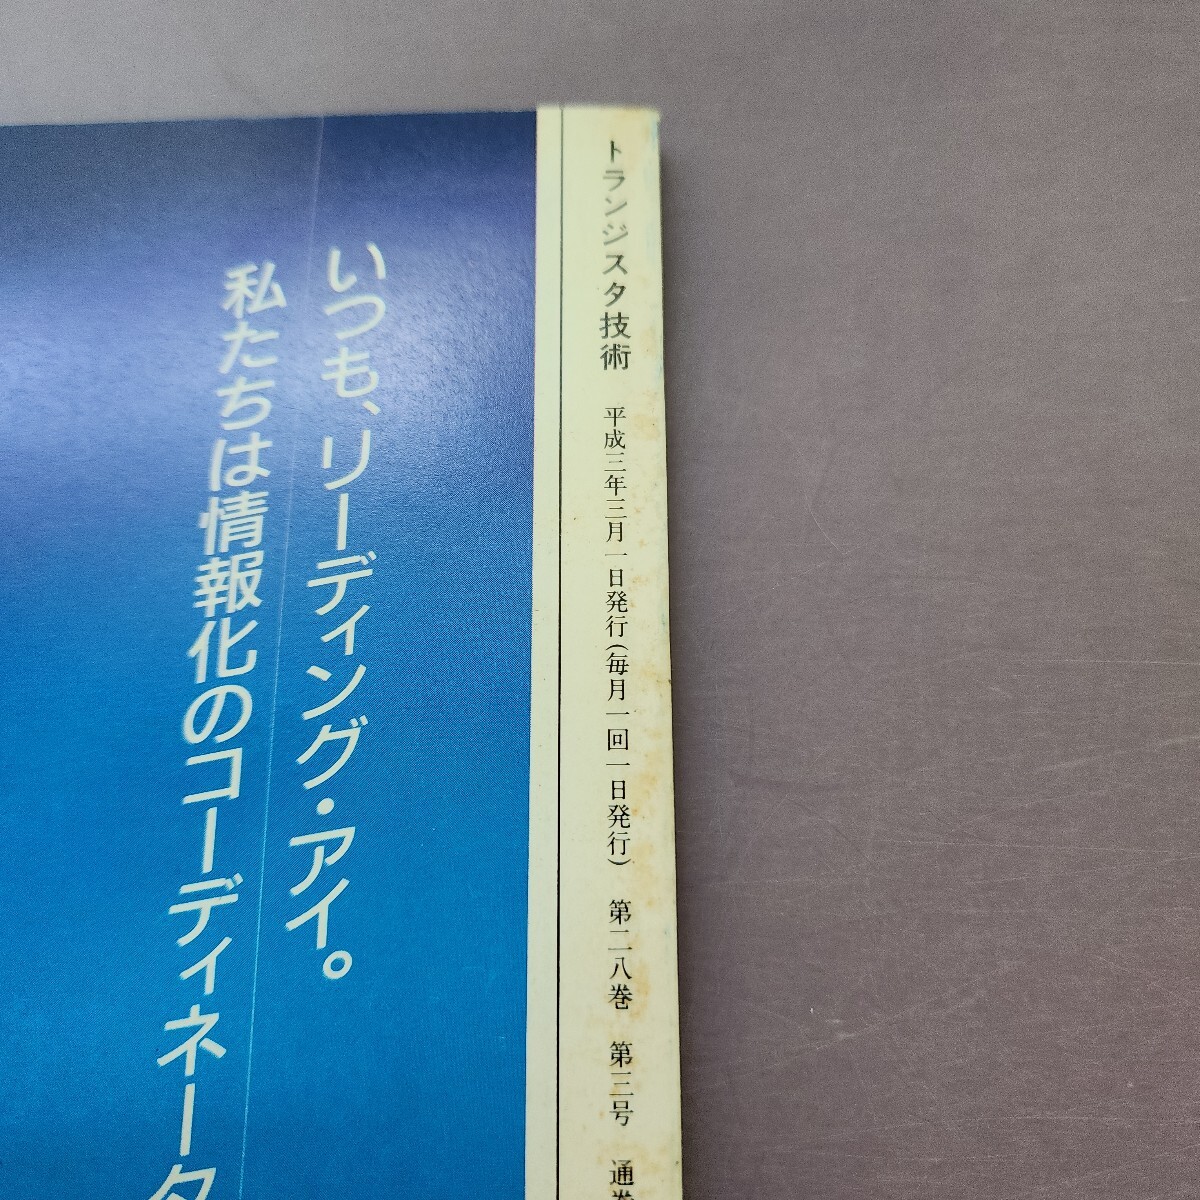 トランジスタ技術 平成三年三月一日発行(毎月一回一日発行) 第二八巻 第三号 通巻
いつも、リーディング・アイ。
私たちは情報化のコーディネータ